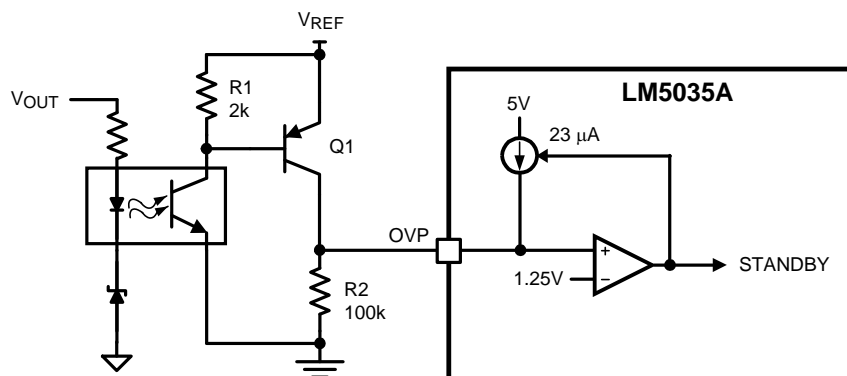 VREF
R1
2k
VOUT
Q1
LM5035A
5V
23 µA
OVP
+
1.25V
−
STANDBY
R2
100k